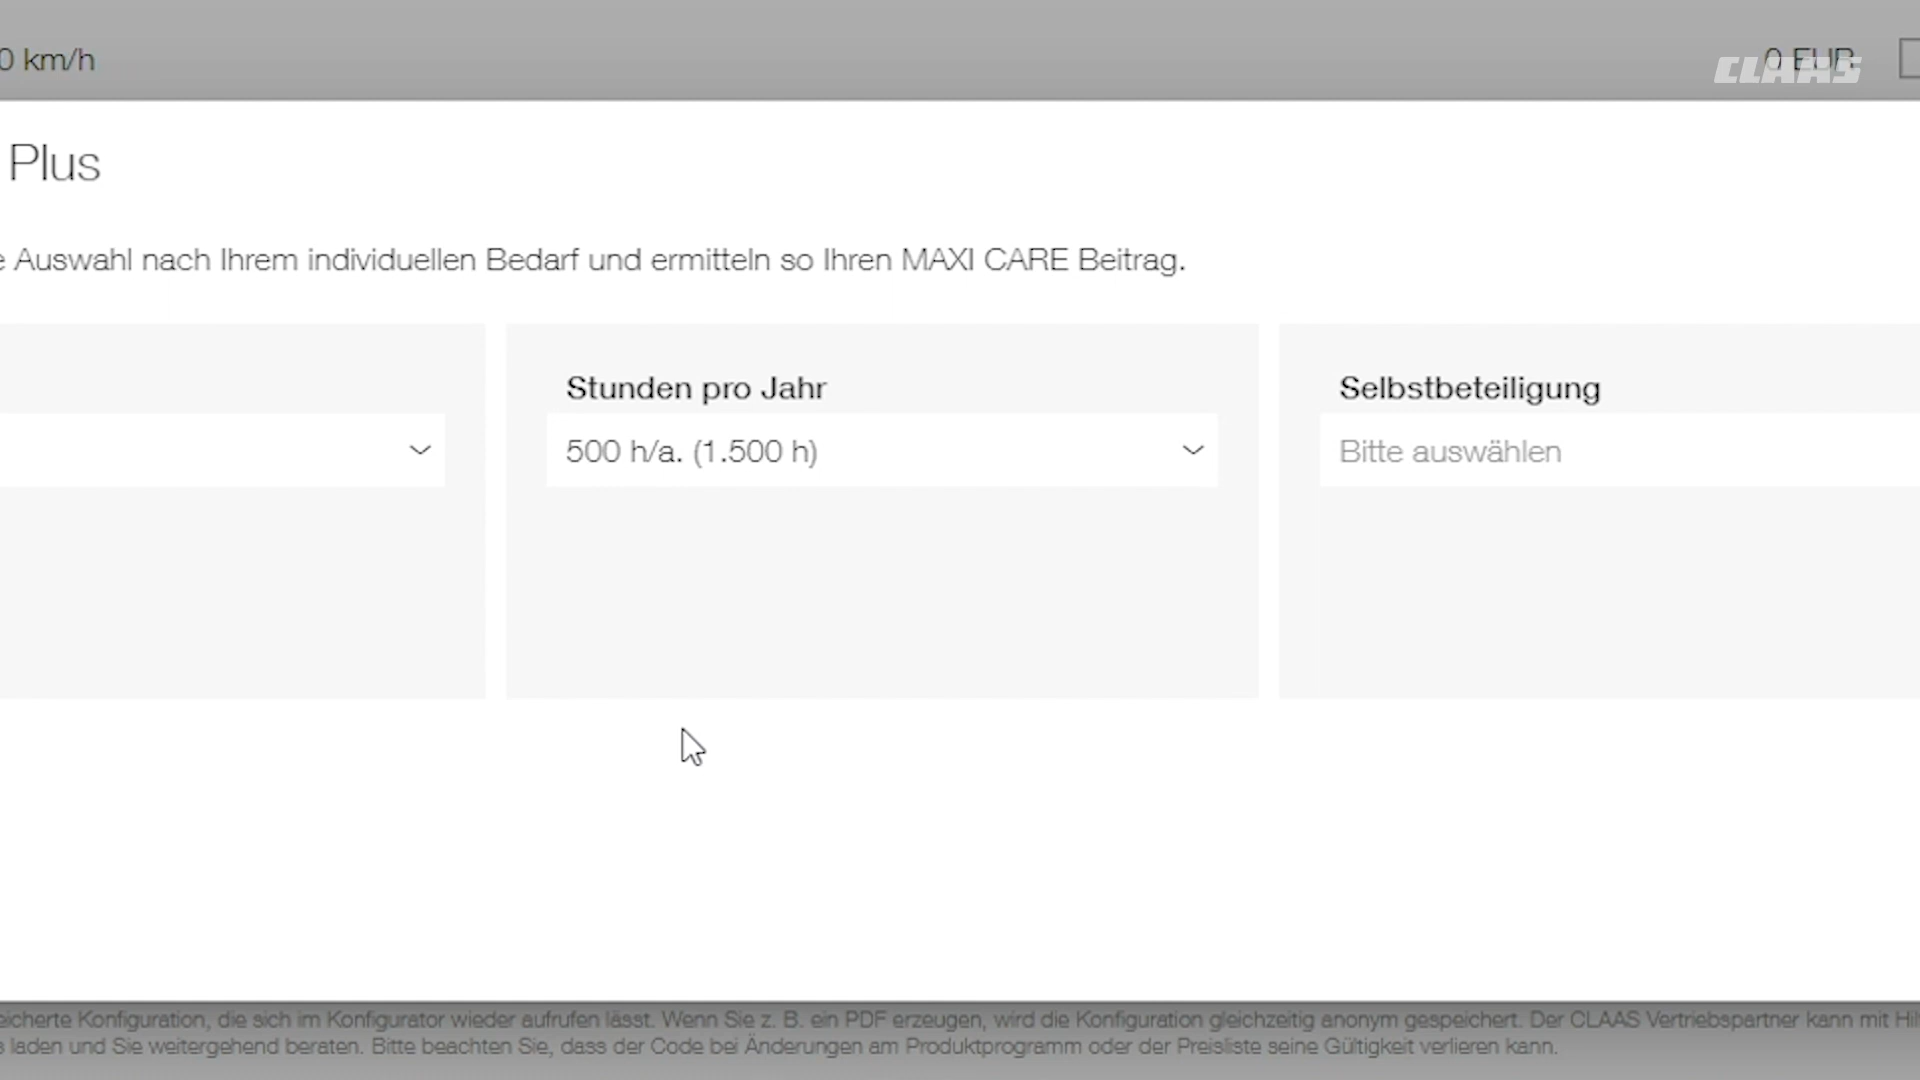 0 km/h
0 EUR
CLAAS
Plus
e Auswahl nach Ihrem individuellen Bedarf und ermitteln so Ihren MAXI CARE Beitrag.
Stunden pro Jahr
Selbstbeteiligung
500 h/a. (1.500 h)
Bitte auswählen
eicherte Konfiguration, die sich im Konfigurator wieder aufrufen lässt. Wenn Sie z. B. ein PDF erzeugen, wird die Konfiguration gleichzeitig anonym gespeichert. Der CLAAS Vertriebspartner kann mit Hil
s laden und Sie weitergehend beraten. Bitte beachten Sie, dass der Code bei Änderungen am Produktprogramm oder der Preisliste seine Gültigkeit verlieren kann.